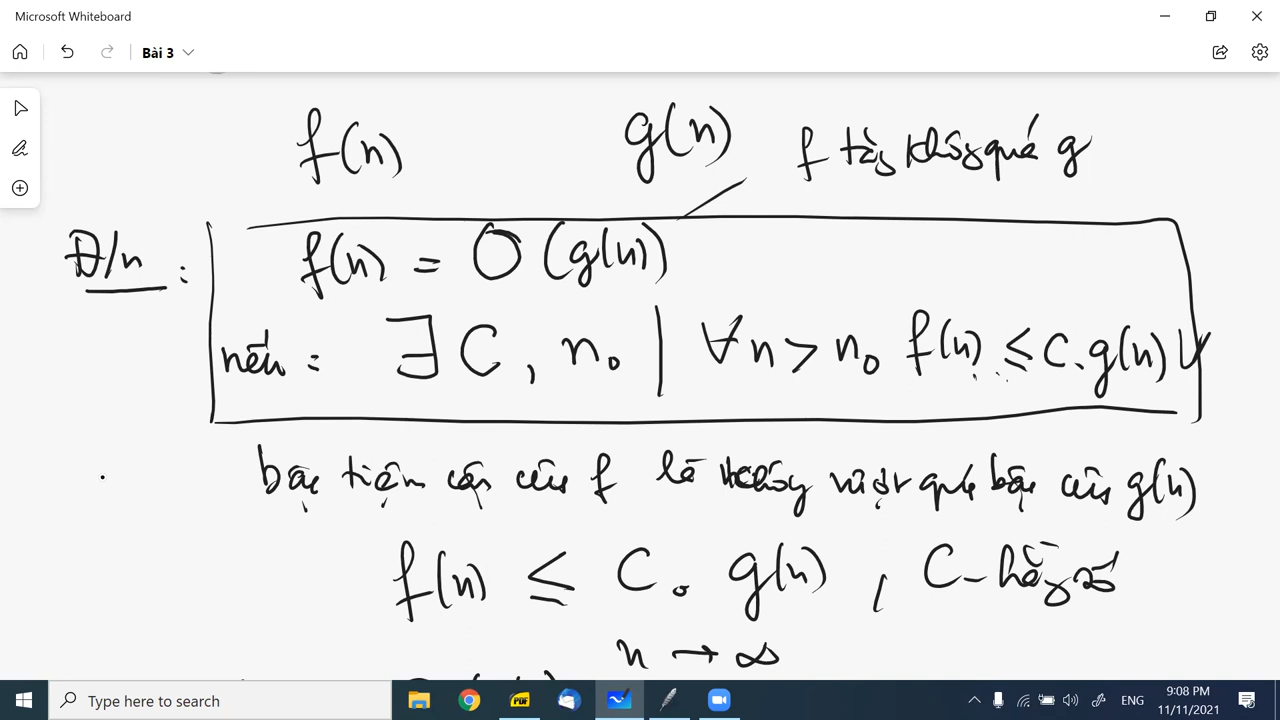 Microsoft Whiteboard
Bài 3
f(n) g(n) f tăng không quá g
Đ/n : f(n) = O(g(n))
nếu : ∃ C, n₀ | ∀n > n₀ f(n) ≤ C.g(n)
bậc tiệm cận của f là không vượt quá bậc của g(n)
f(n) ≤ C. g(n), C - hằng số
n → ∞
Type here to search
PDF
ENG
9:08 PM
11/11/2021